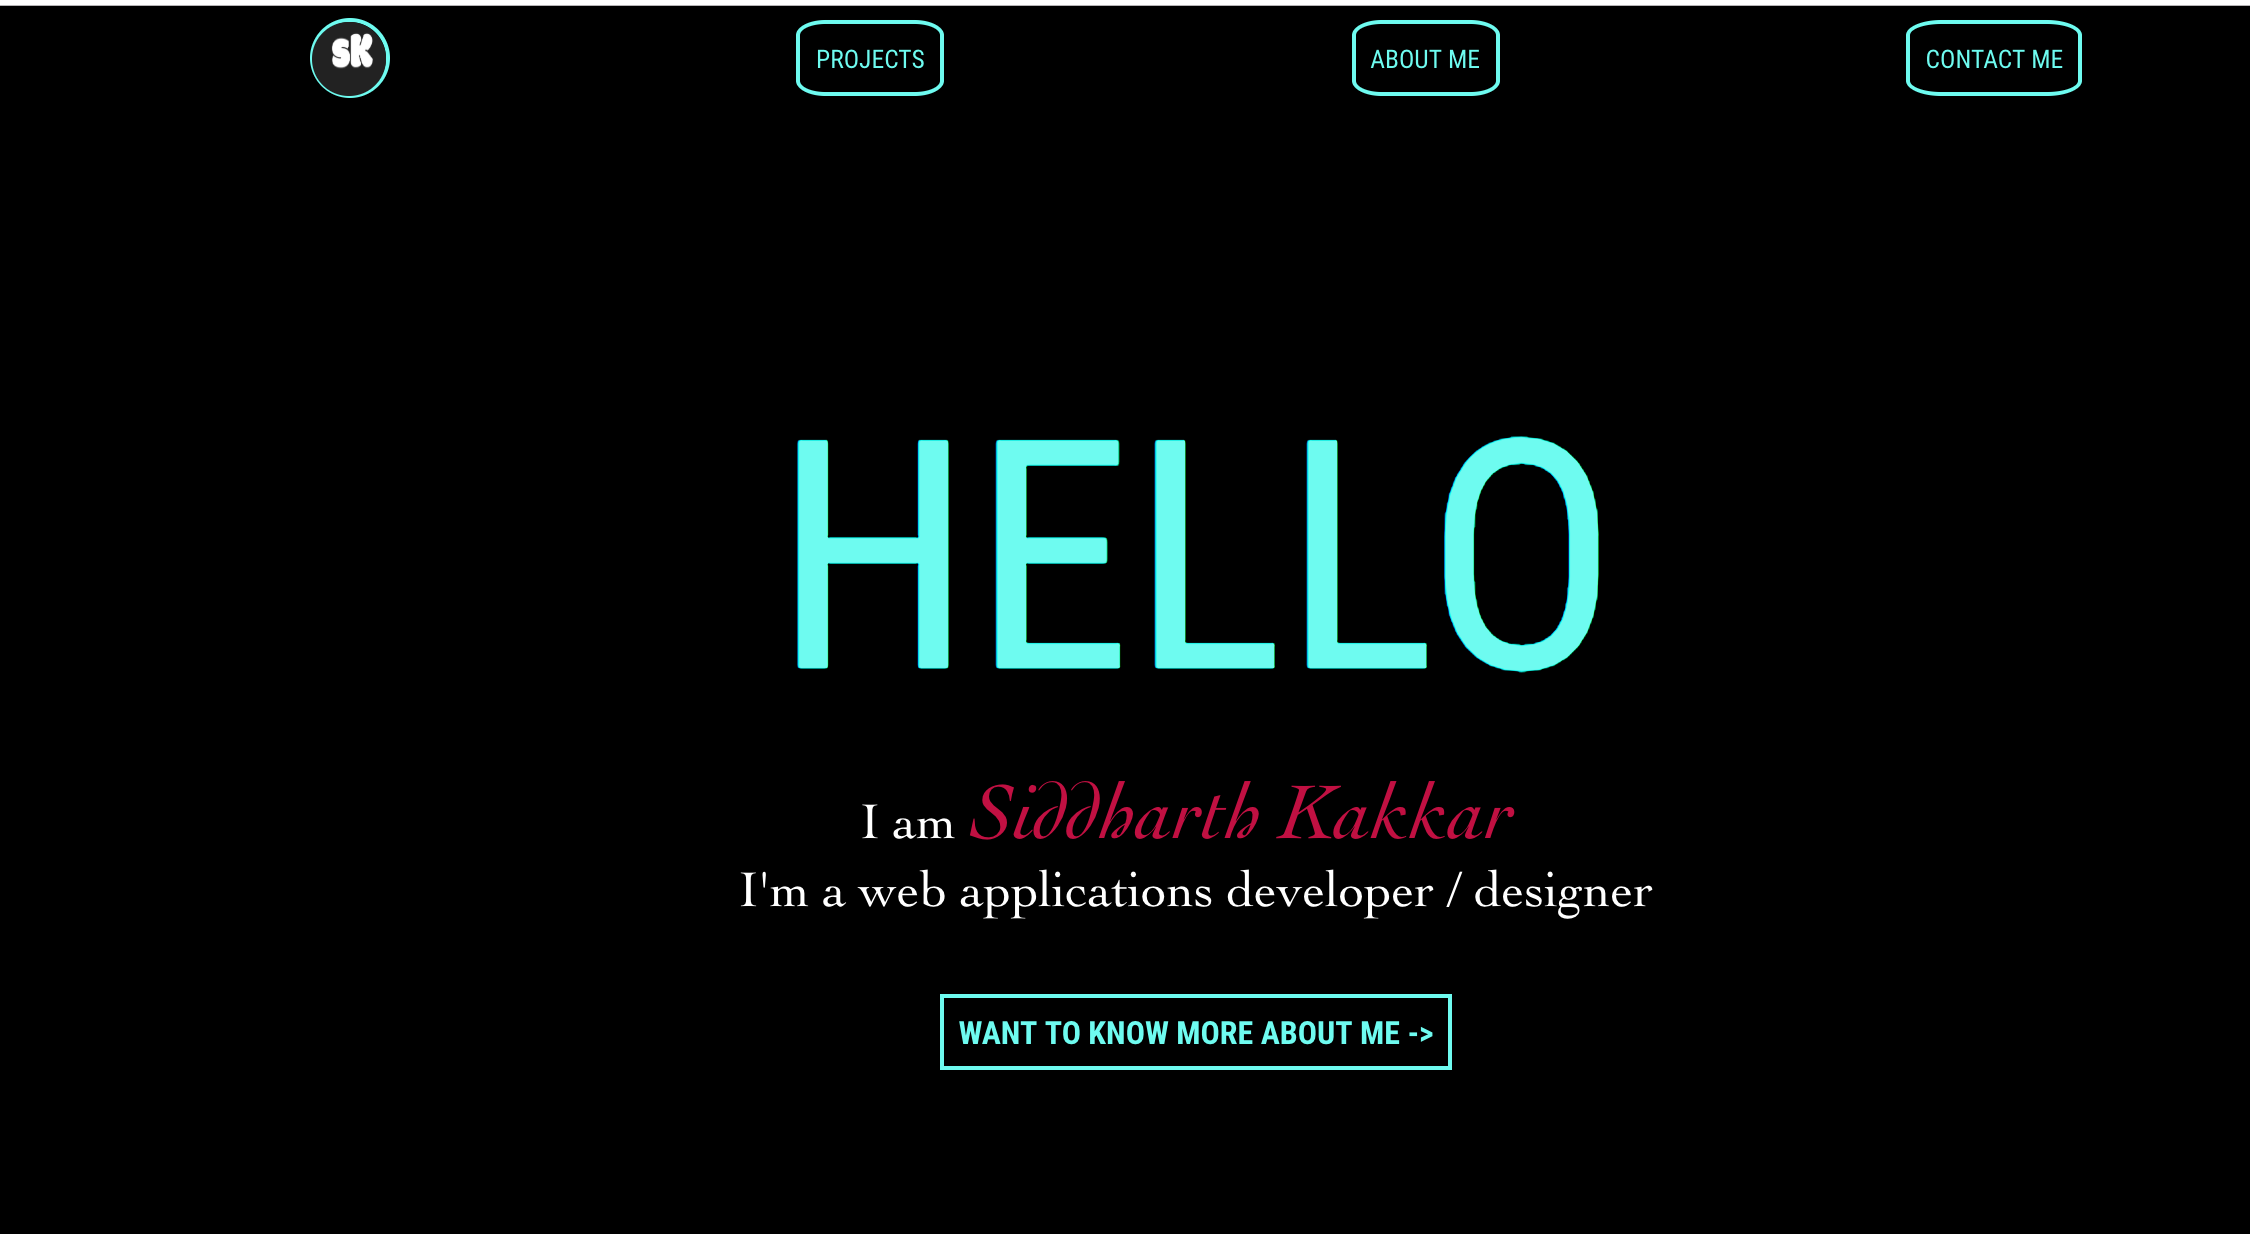 SK
PROJECTS
ABOUT ME
CONTACT ME
HELLO
I am Siddharth Kakkar
I'm a web applications developer / designer
WANT TO KNOW MORE ABOUT ME ->